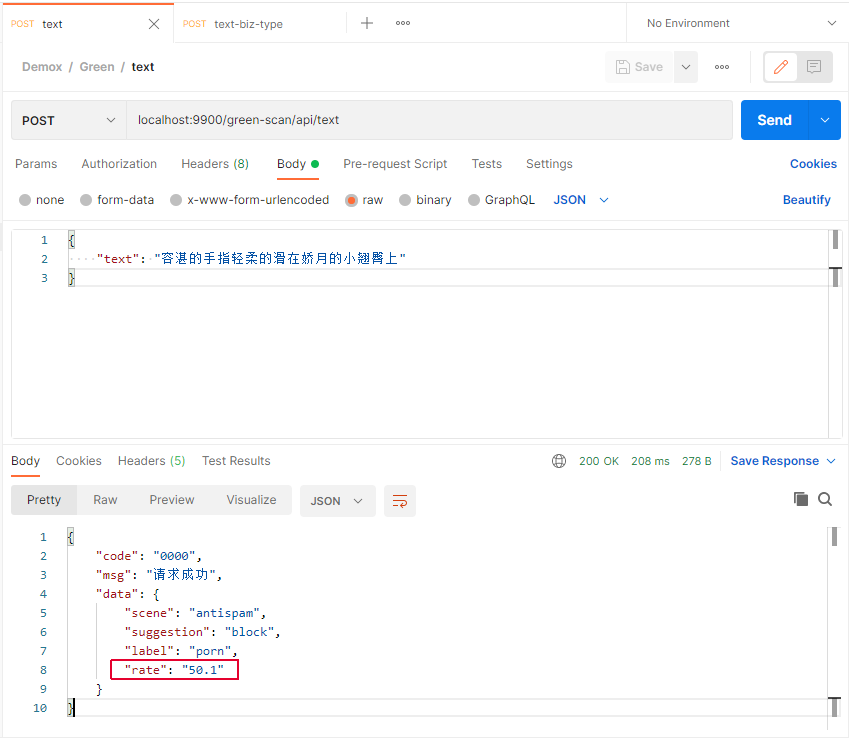 POST text
POST text-biz-type
No Environment
Demox / Green / text
Save
POST localhost:9900/green-scan/api/text Send
Params Authorization Headers (8) Body Pre-request Script Tests Settings Cookies
none form-data x-www-form-urlencoded raw binary GraphQL JSON Beautify
1 {
2 ····"text": "容湛的手指轻柔的滑在娇月的小翘臀上"
3 }
Body Cookies Headers (5) Test Results 200 OK 208 ms 278 B Save Response
Pretty Raw Preview Visualize JSON
1 {
2 "code": "0000",
3 "msg": "请求成功",
4 "data": {
5 "scene": "antispam",
6 "suggestion": "block",
7 "label": "porn",
8 "rate": "50.1"
9 }
10 }